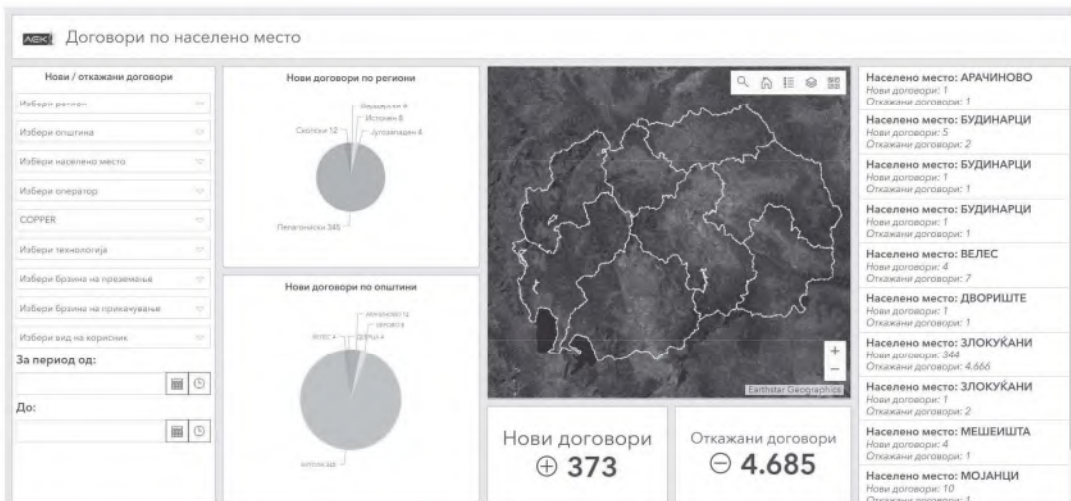 АЕК
Договори по населено место
Нови / откажани договори
Избери регион
Избери општина
Избери населено место
Избери оператор
COPPER
Избери технологија
Избери брзина на преземање
Избери брзина на прикачување
Избери вид на корисник
За период од:
До:
Нови договори по региони
Источен 8
Скопски 12
Југозападен 4
Пелагониски 345
Нови договори по општини
ВЕЛЕС 4
Earthstar Geographics
Нови договори
373
Откажани договори
4.685
Населено место: АРАЧИНОВО
Нови договори: 1
Откажани договори: 1
Населено место: БУДИНАРЦИ
Нови договори: 5
Откажани договори: 2
Населено место: БУДИНАРЦИ
Нови договори: 1
Откажани договори: 1
Населено место: БУДИНАРЦИ
Нови договори: 1
Откажани договори: 1
Населено место: ВЕЛЕС
Нови договори: 4
Откажани договори: 7
Населено место: ДВОРИШТЕ
Нови договори: 1
Откажани договори: 1
Населено место: ЗЛОКУЌАНИ
Нови договори: 344
Откажани договори: 4.666
Населено место: ЗЛОКУЌАНИ
Нови договори: 1
Откажани договори: 2
Населено место: МЕШЕИШТА
Нови договори: 4
Откажани договори: 1
Населено место: МОЈАНЦИ
Нови договори: 10
Откажани договори: 1